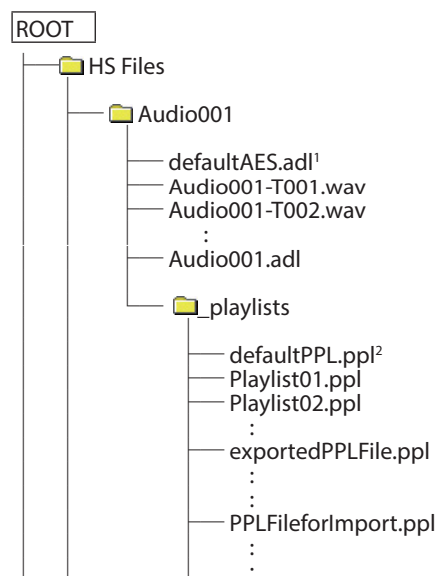 ROOT
HS Files
Audio001
defaultAES.adl¹
Audio001-T001.wav
Audio001-T002.wav
:
Audio001.adl
_playlists
defaultPPL.ppl²
Playlist01.ppl
Playlist02.ppl
:
exportedPPLFile.ppl
:
:
PPLFileforImport.ppl
:
: